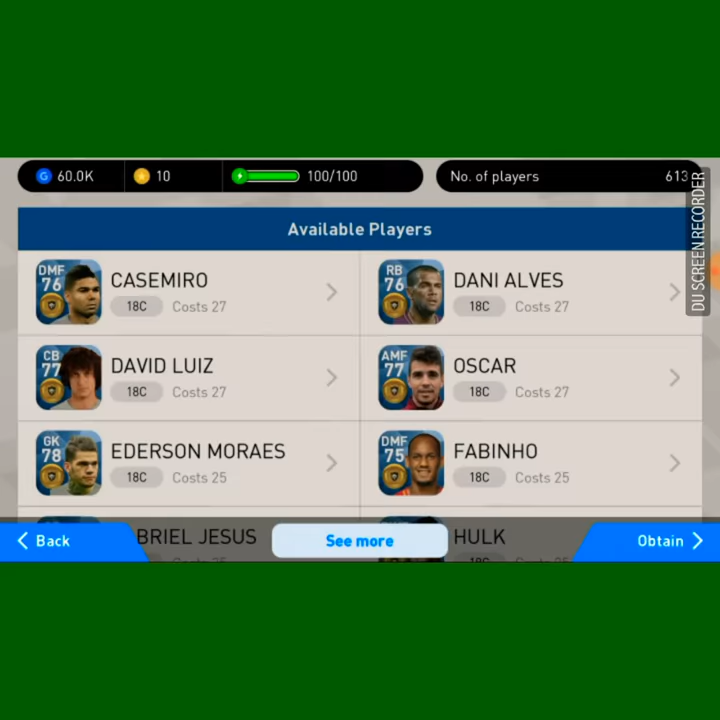 60.0K 10 100/100 No. of players 613
DU SCREEN RECORDER
Available Players
DMF 76 CASEMIRO 18C Costs 27
RB 76 DANI ALVES 18C Costs 27
CB 77 DAVID LUIZ 18C Costs 27
AMF 77 OSCAR 18C Costs 27
GK 78 EDERSON MORAES 18C Costs 25
DMF 75 FABINHO 18C Costs 25
BRIEL JESUS
HULK
Back See more Obtain